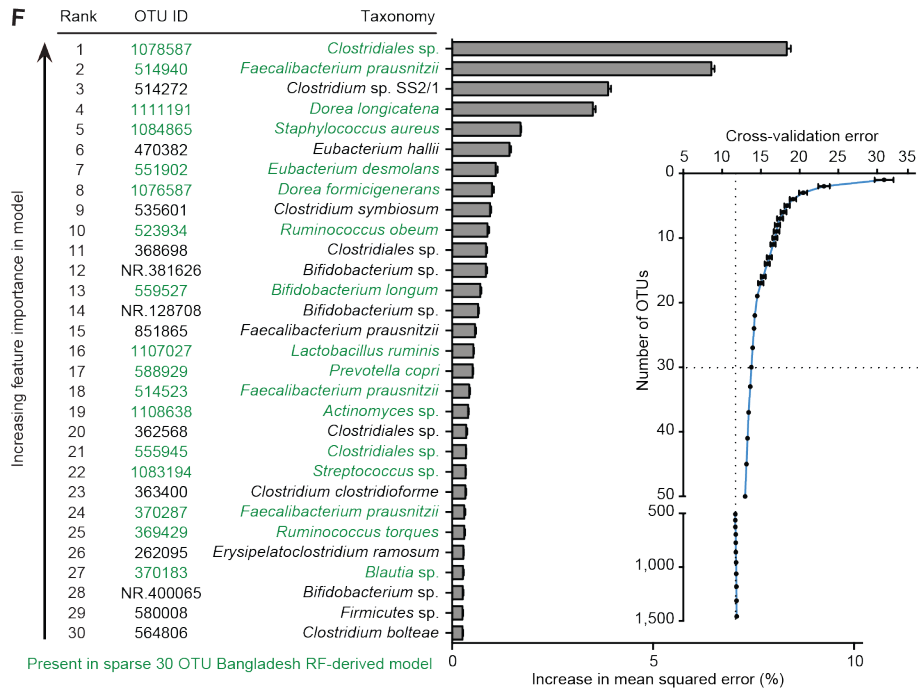 F
Rank OTU ID Taxonomy
1 1078587 Clostridiales sp.
2 514940 Faecalibacterium prausnitzii
3 514272 Clostridium sp. SS2/1
4 1111191 Dorea longicatena
5 1084865 Staphylococcus aureus
6 470382 Eubacterium hallii
7 551902 Eubacterium desmolans
8 1076587 Dorea formicigenerans
9 535601 Clostridium symbiosum
10 523934 Ruminococcus obeum
11 368698 Clostridiales sp.
12 NR.381626 Bifidobacterium sp.
13 559527 Bifidobacterium longum
14 NR.128708 Bifidobacterium sp.
15 851865 Faecalibacterium prausnitzii
16 1107027 Lactobacillus ruminis
17 588929 Prevotella copri
18 514523 Faecalibacterium prausnitzii
19 1108638 Actinomyces sp.
20 362568 Clostridiales sp.
21 555945 Clostridiales sp.
22 1083194 Streptococcus sp.
23 363400 Clostridium clostridioforme
24 370287 Faecalibacterium prausnitzii
25 369429 Ruminococcus torques
26 262095 Erysipelatoclostridium ramosum
27 370183 Blautia sp.
28 NR.400065 Bifidobacterium sp.
29 580008 Firmicutes sp.
30 564806 Clostridium bolteae
Increasing feature importance in model
Present in sparse 30 OTU Bangladesh RF-derived model
0 5 10
Increase in mean squared error (%)
Cross-validation error
5 10 15 20 25 30 35
Number of OTUs
0
10
20
30
40
50
500
1,000
1,500